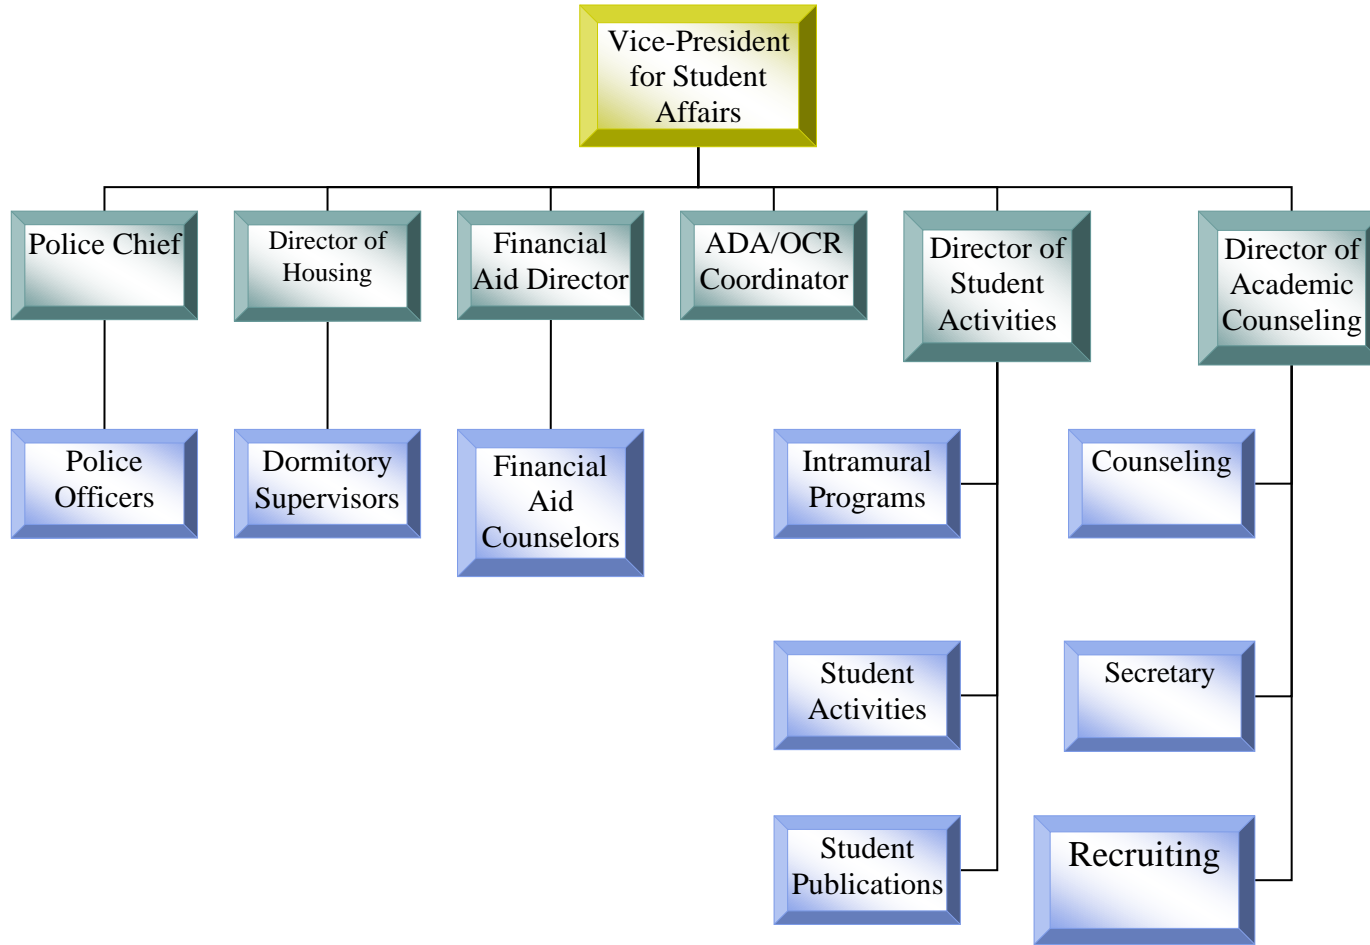 Vice-President
for Student
Affairs
Police Chief
Director of
Housing
Financial
Aid Director
ADA/OCR
Coordinator
Director of
Student
Activities
Director of
Academic
Counseling
Police
Officers
Dormitory
Supervisors
Financial
Aid
Counselors
Intramural
Programs
Counseling
Student
Activities
Secretary
Student
Publications
Recruiting